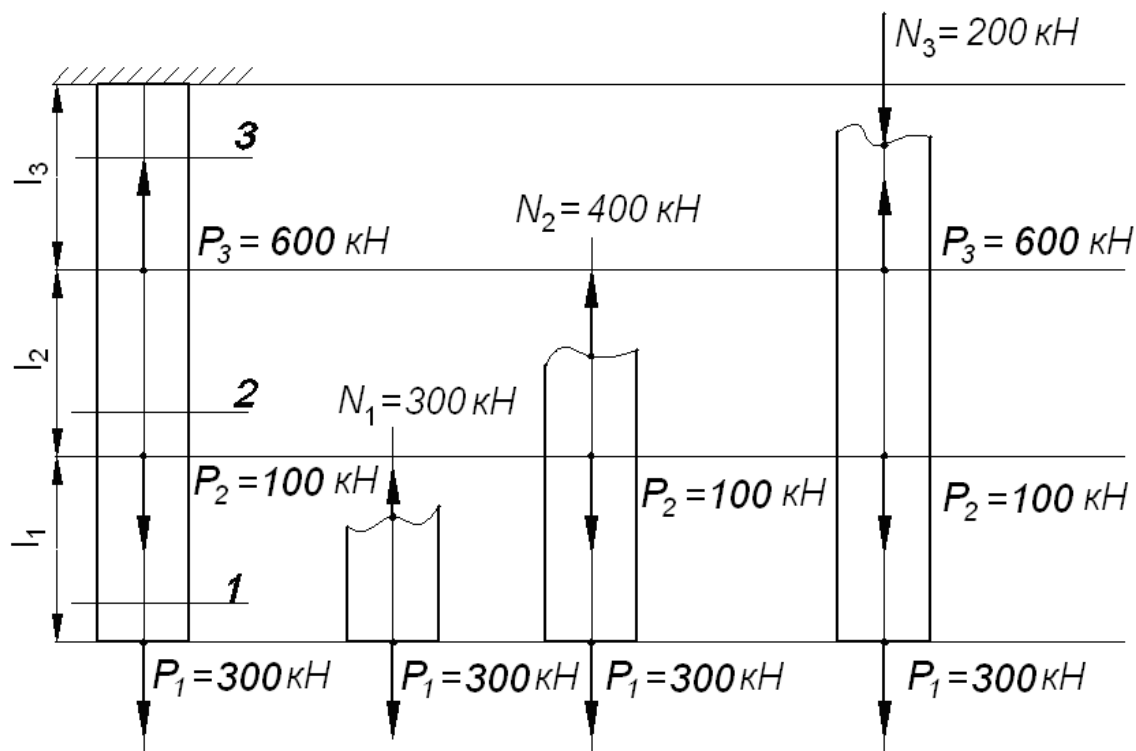 N₃ = 200 кН
3
l₃
N₂ = 400 кН
P₃ = 600 кН
P₃ = 600 кН
l₂
2
N₁ = 300 кН
P₂ = 100 кН
P₂ = 100 кН
P₂ = 100 кН
l₁
1
P₁ = 300 кН
P₁ = 300 кН
P₁ = 300 кН
P₁ = 300 кН